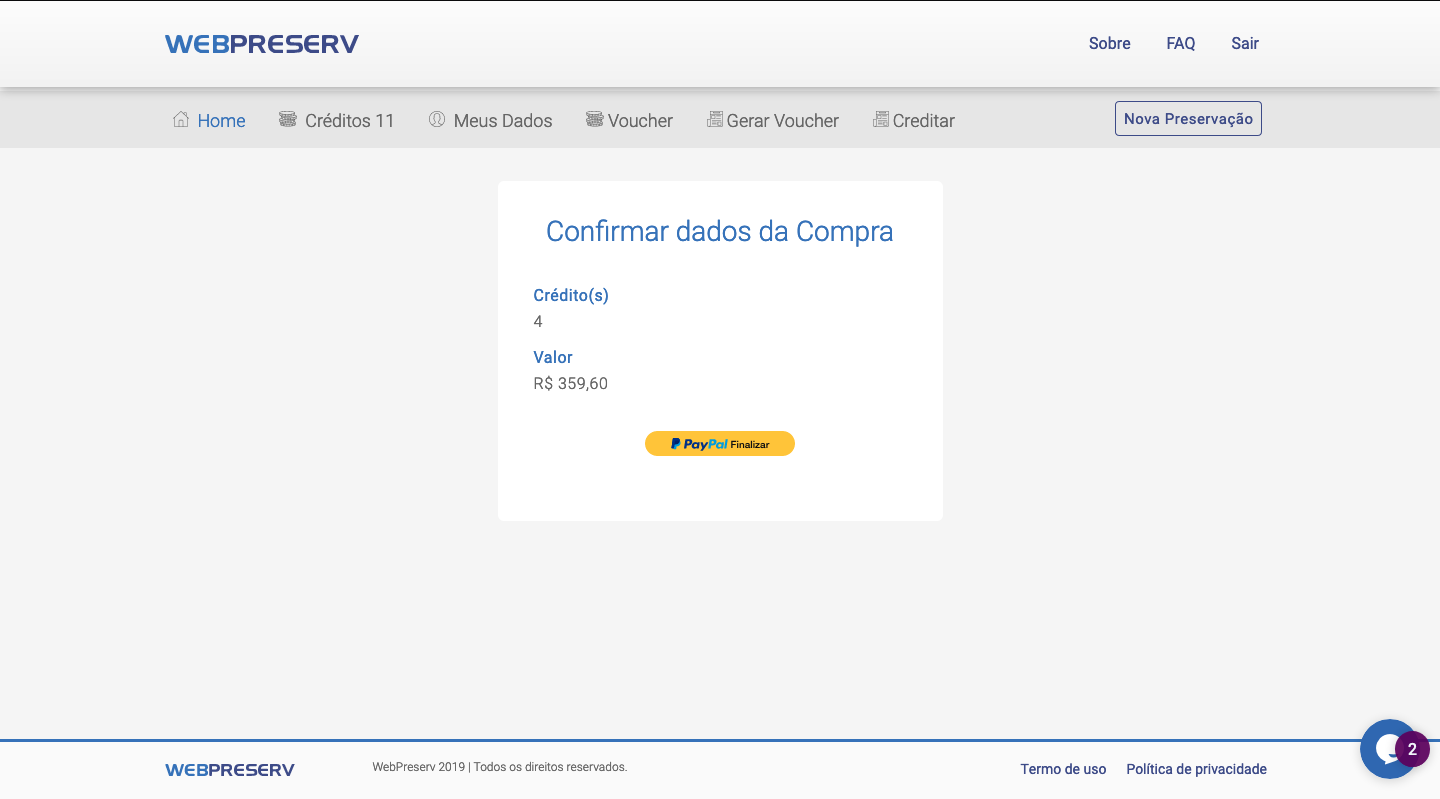 WEBPRESERV
Sobre FAQ Sair
Home Créditos 11 Meus Dados Voucher Gerar Voucher Creditar Nova Preservação
Confirmar dados da Compra
Crédito(s)
4
Valor
R$ 359,60
PayPal Finalizar
WEBPRESERV WebPreserv 2019 | Todos os direitos reservados. Termo de uso Política de privacidade
2